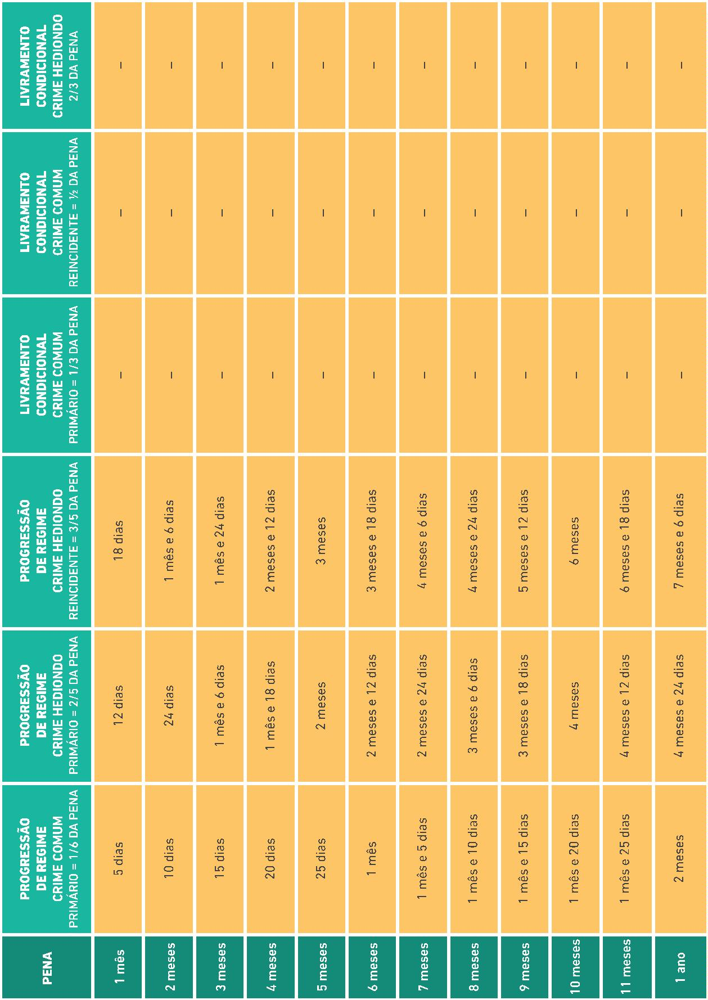 PENA
PROGRESSÃO
DE REGIME
CRIME COMUM
PRIMÁRIO = 1/6 DA PENA
PROGRESSÃO
DE REGIME
CRIME HEDIONDO
PRIMÁRIO = 2/5 DA PENA
PROGRESSÃO
DE REGIME
CRIME HEDIONDO
REINCIDENTE = 3/5 DA PENA
LIVRAMENTO
CONDICIONAL
CRIME COMUM
PRIMÁRIO = 1/3 DA PENA
LIVRAMENTO
CONDICIONAL
CRIME COMUM
REINCIDENTE = ½ DA PENA
LIVRAMENTO
CONDICIONAL
CRIME HEDIONDO
2/3 DA PENA
1 mês 5 dias 12 dias 18 dias – – –
2 meses 10 dias 24 dias 1 mês e 6 dias – – –
3 meses 15 dias 1 mês e 6 dias 1 mês e 24 dias – – –
4 meses 20 dias 1 mês e 18 dias 2 meses e 12 dias – – –
5 meses 25 dias 2 meses 3 meses – – –
6 meses 1 mês 2 meses e 12 dias 3 meses e 18 dias – – –
7 meses 1 mês e 5 dias 2 meses e 24 dias 4 meses e 6 dias – – –
8 meses 1 mês e 10 dias 3 meses e 6 dias 4 meses e 24 dias – – –
9 meses 1 mês e 15 dias 3 meses e 18 dias 5 meses e 12 dias – – –
10 meses 1 mês e 20 dias 4 meses 6 meses – – –
11 meses 1 mês e 25 dias 4 meses e 12 dias 6 meses e 18 dias – – –
1 ano 2 meses 4 meses e 24 dias 7 meses e 6 dias – – –